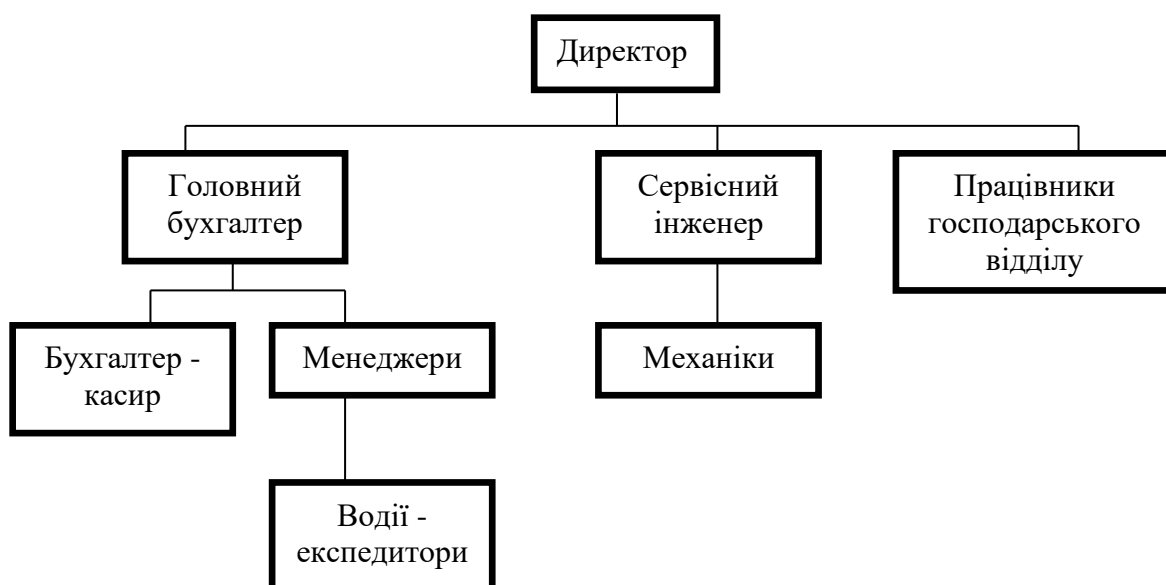 Директор
Головний
бухгалтер
Сервісний
інженер
Працівники
господарського
відділу
Бухгалтер -
касир
Менеджери
Механіки
Водії -
експедитори